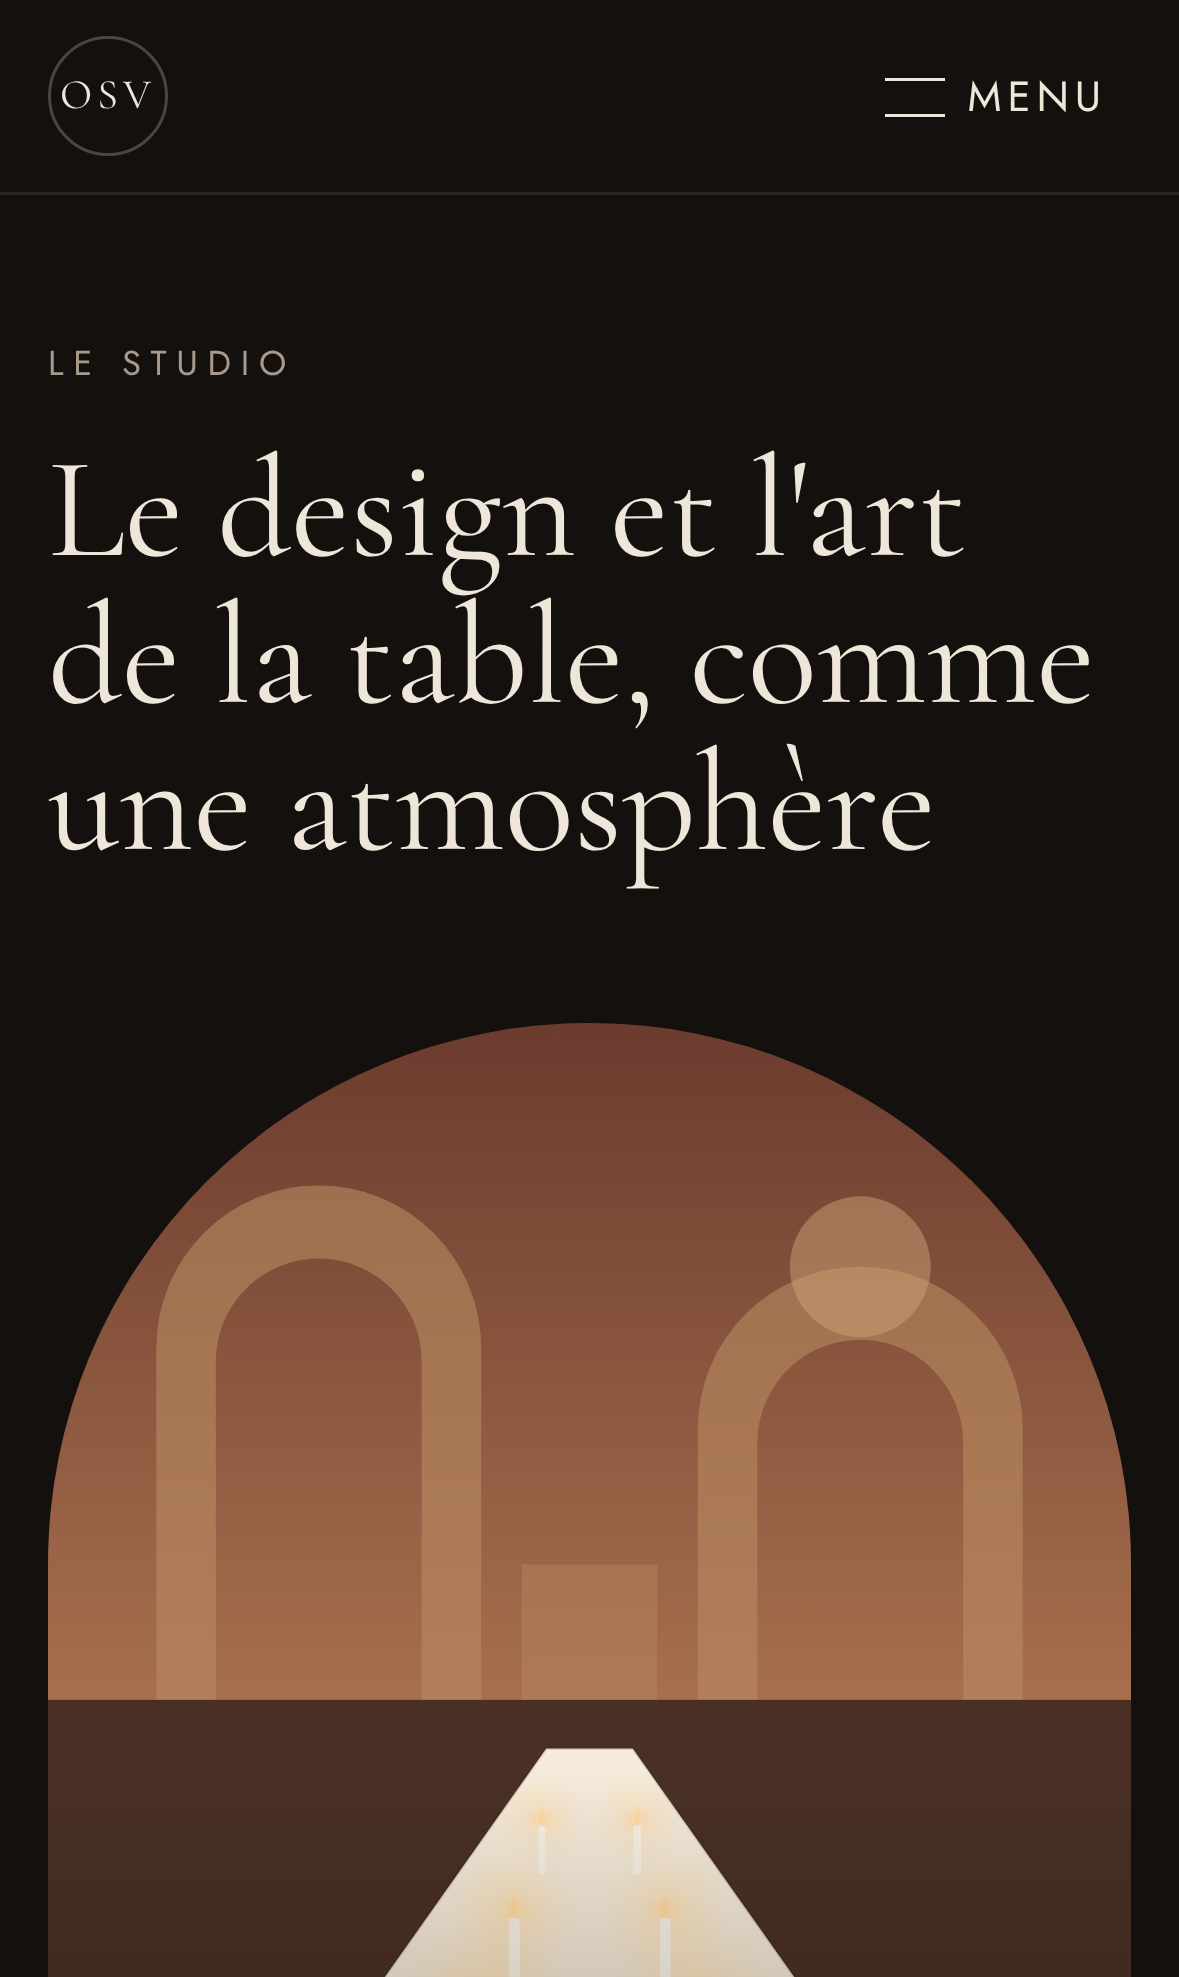 OSV
MENU
LE STUDIO
Le design et l'art
de la table, comme
une atmosphère